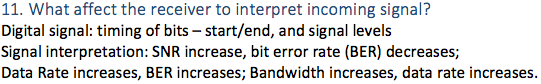 11. What affect the receiver to interpret incoming signal?
Digital signal: timing of bits – start/end, and signal levels
Signal interpretation: SNR increase, bit error rate (BER) decreases;
Data Rate increases, BER increases; Bandwidth increases, data rate increases.